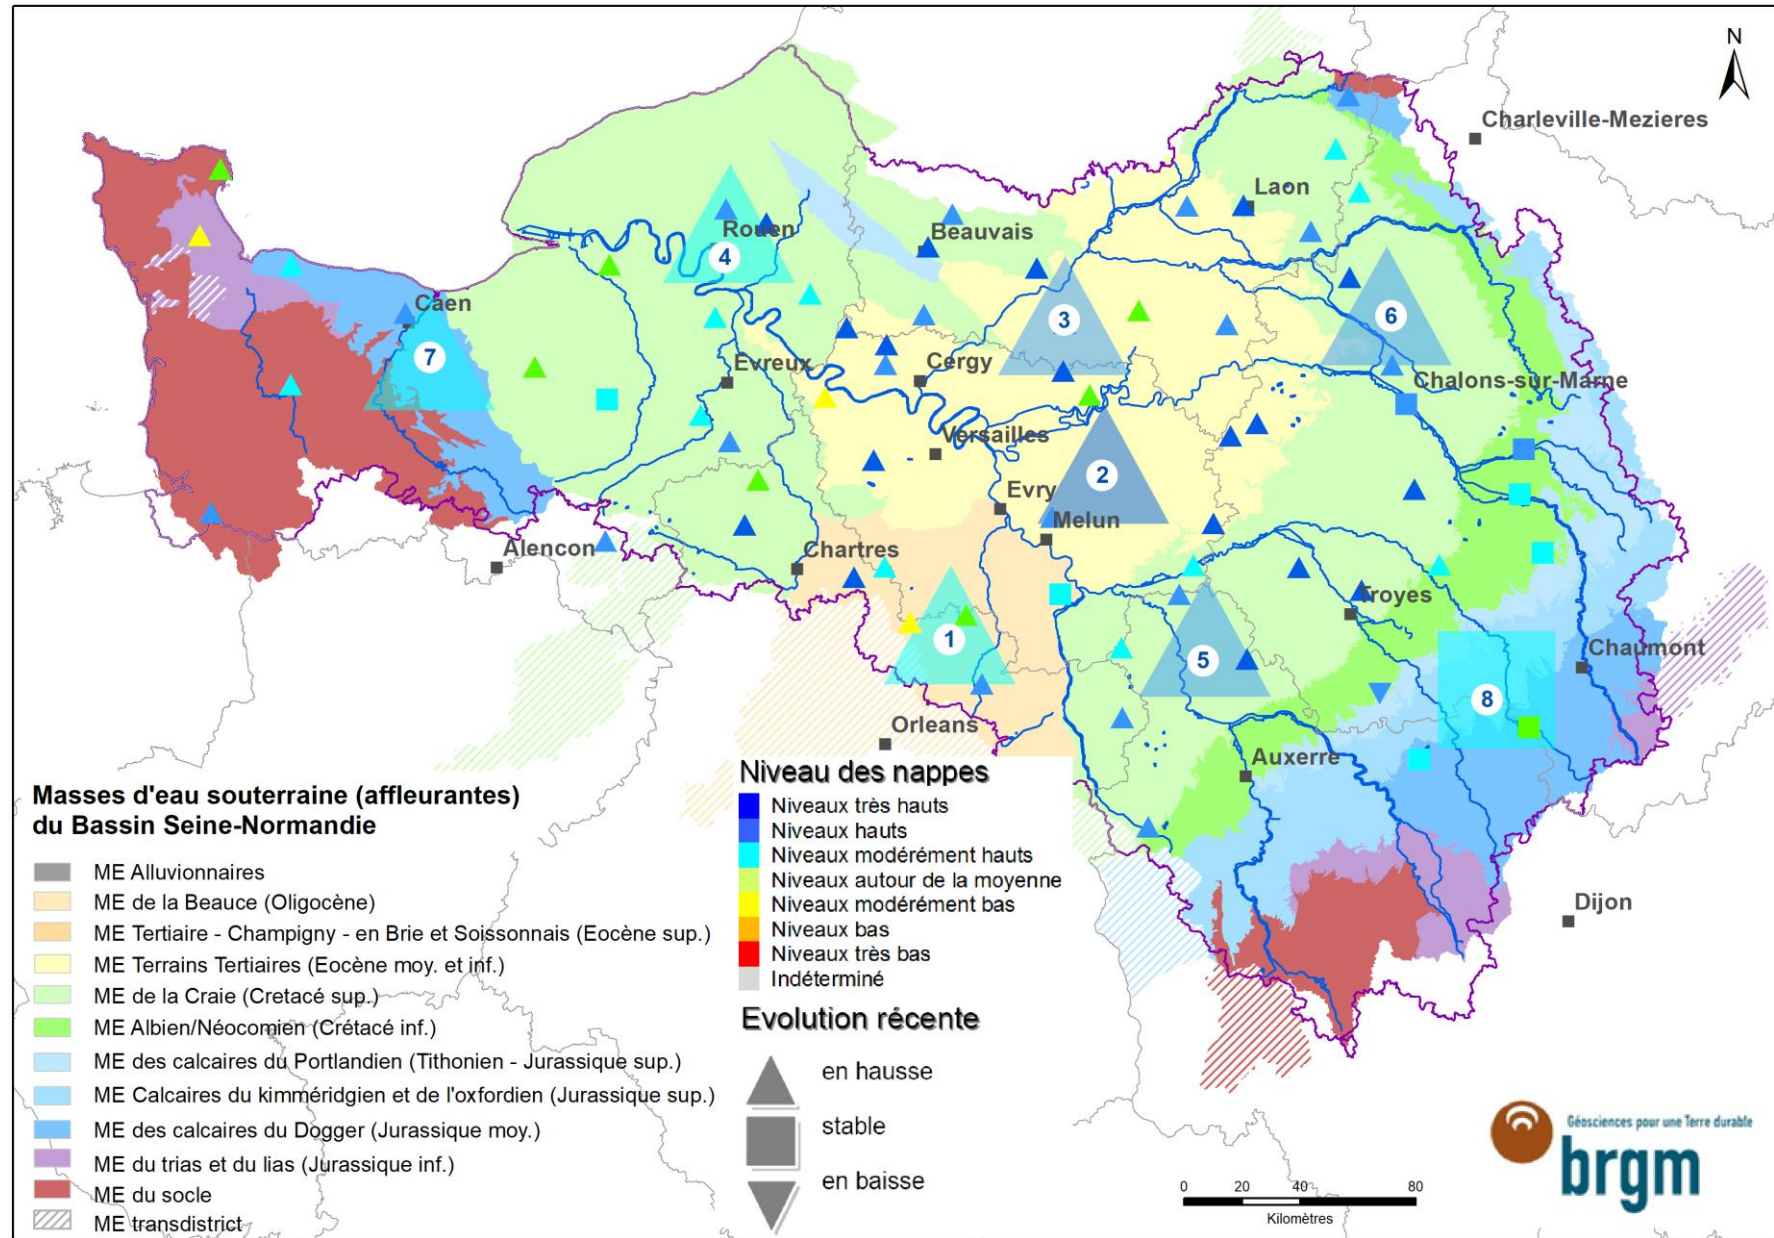 N
Charleville-Mezieres
Laon
Rouen
Beauvais
4
Caen
3
6
7
Evreux
Cergy
Chalons-sur-Marne
Versailles
2
Evry
Melun
Alencon
Chartres
Troyes
1
5
Chaumont
8
Orleans
Auxerre
Dijon
Masses d'eau souterraine (affleurantes)
du Bassin Seine-Normandie
ME Alluvionnaires
ME de la Beauce (Oligocène)
ME Tertiaire - Champigny - en Brie et Soissonnais (Eocène sup.)
ME Terrains Tertiaires (Eocène moy. et inf.)
ME de la Craie (Cretacé sup.)
ME Albien/Néocomien (Crétacé inf.)
ME des calcaires du Portlandien (Tithonien - Jurassique sup.)
ME Calcaires du kimméridgien et de l'oxfordien (Jurassique sup.)
ME des calcaires du Dogger (Jurassique moy.)
ME du trias et du lias (Jurassique inf.)
ME du socle
ME transdistrict
Niveau des nappes
Niveaux très hauts
Niveaux hauts
Niveaux modérément hauts
Niveaux autour de la moyenne
Niveaux modérément bas
Niveaux bas
Niveaux très bas
Indéterminé
Evolution récente
en hausse
stable
en baisse
0 20 40 80
Kilomètres
Géosciences pour une Terre durable
brgm